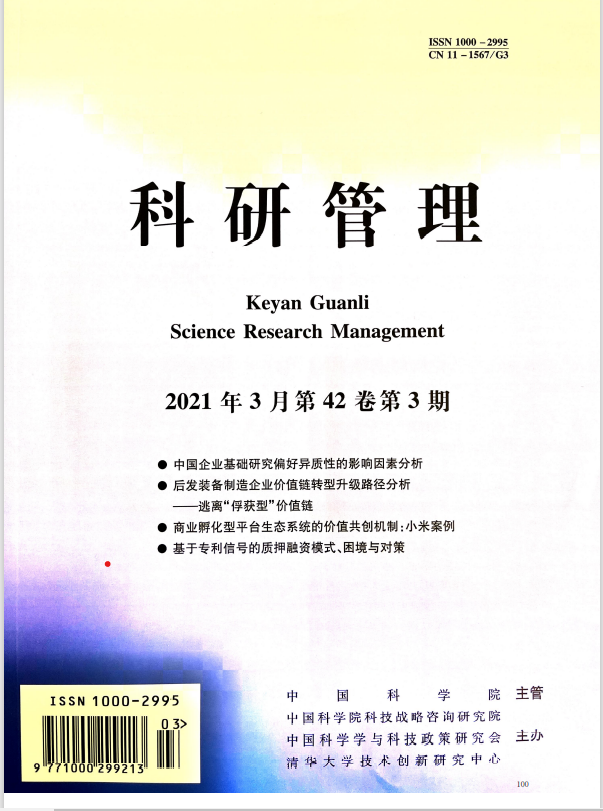 ISSN 1000－2995
CN 11－1567/G3
科研管理
Keyan Guanli
Science Research Management
2021 年 3 月第 42 卷第 3 期
● 中国企业基础研究偏好异质性的影响因素分析
● 后发装备制造企业价值链转型升级路径分析
——逃离“俘获型”价值链
● 商业孵化型平台生态系统的价值共创机制:小米案例
● 基于专利信号的质押融资模式、困境与对策
ISSN 1000-2995
03>
9 771000 299213
中国科学院 主管
中国科学院科技战略咨询研究院
中国科学学与科技政策研究会 主办
清华大学技术创新研究中心
100